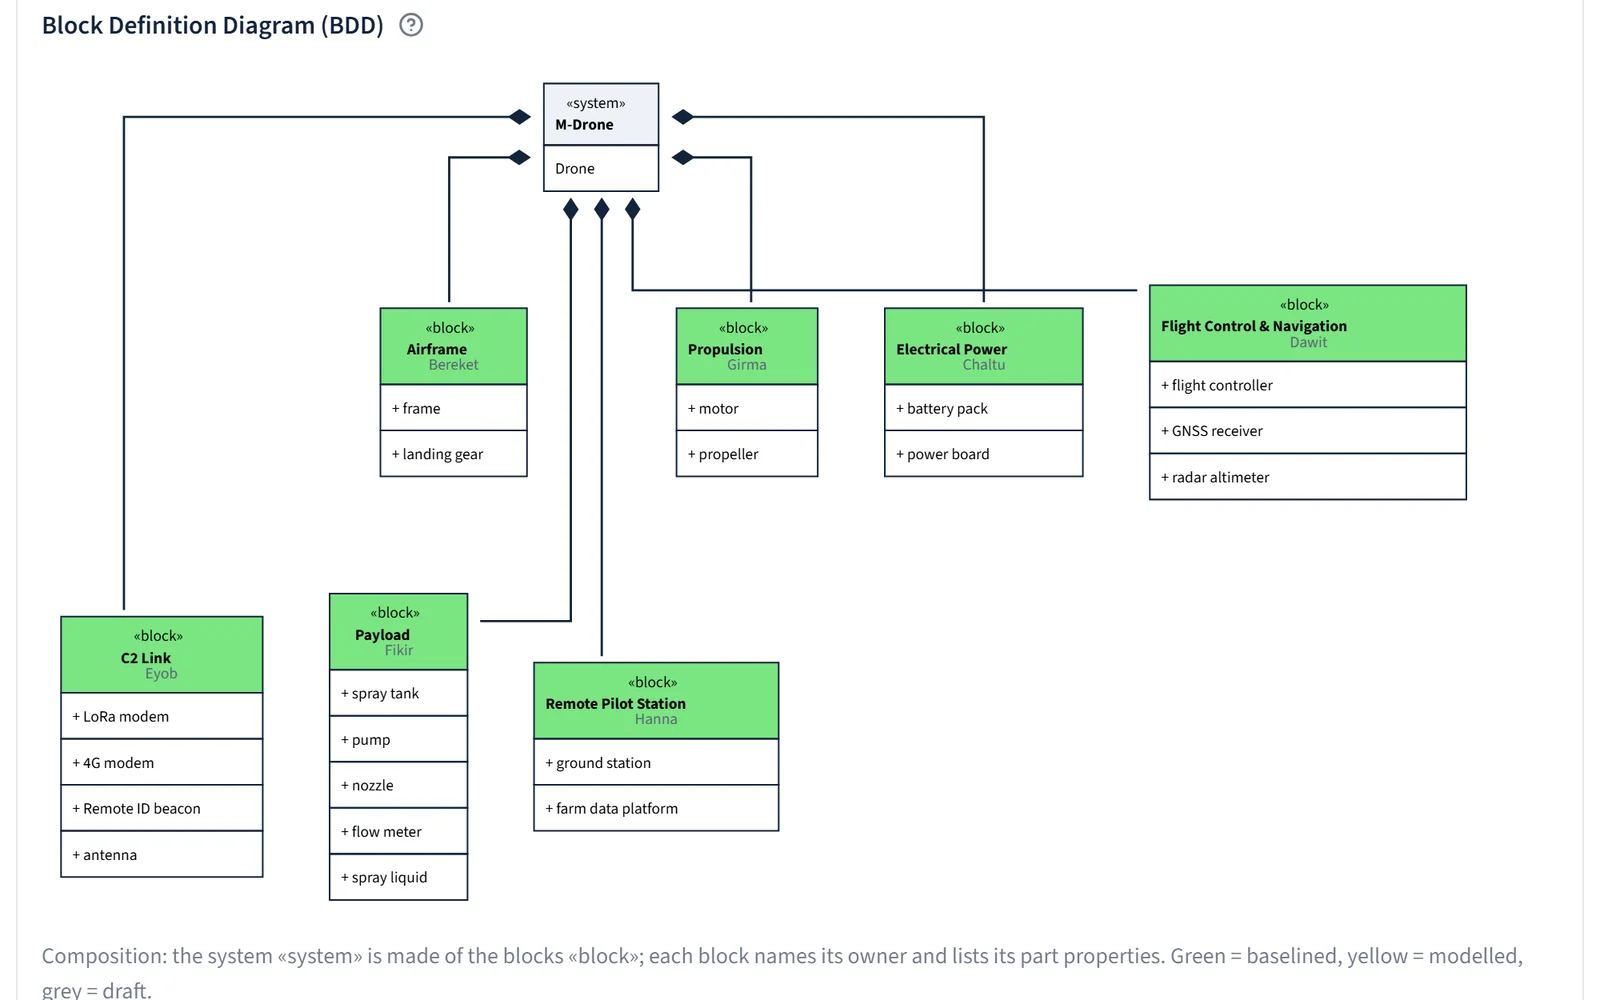 Block Definition Diagram (BDD) ?
«system»
M-Drone
Drone
«block»
Airframe
Bereket
+ frame
+ landing gear
«block»
Propulsion
Girma
+ motor
+ propeller
«block»
Electrical Power
Chaltu
+ battery pack
+ power board
«block»
Flight Control & Navigation
Dawit
+ flight controller
+ GNSS receiver
+ radar altimeter
«block»
C2 Link
Eyob
+ LoRa modem
+ 4G modem
+ Remote ID beacon
+ antenna
«block»
Payload
Fikir
+ spray tank
+ pump
+ nozzle
+ flow meter
+ spray liquid
«block»
Remote Pilot Station
Hanna
+ ground station
+ farm data platform
Composition: the system «system» is made of the blocks «block»; each block names its owner and lists its part properties. Green = baselined, yellow = modelled,
grey = draft.